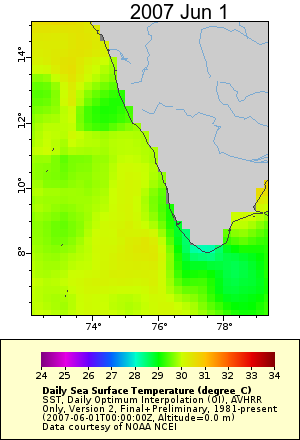 2007 Jun 1
14°
12°
10°
8°
74°
76°
78°
24 25 26 27 28 29 30 31 32 33 34
Daily Sea Surface Temperature (degree_C)
SST, Daily Optimum Interpolation (OI), AVHRR
Only, Version 2, Final+Preliminary, 1981-present
(2007-06-01T00:00:00Z, Altitude=0.0 m)
Data courtesy of NOAA NCEI